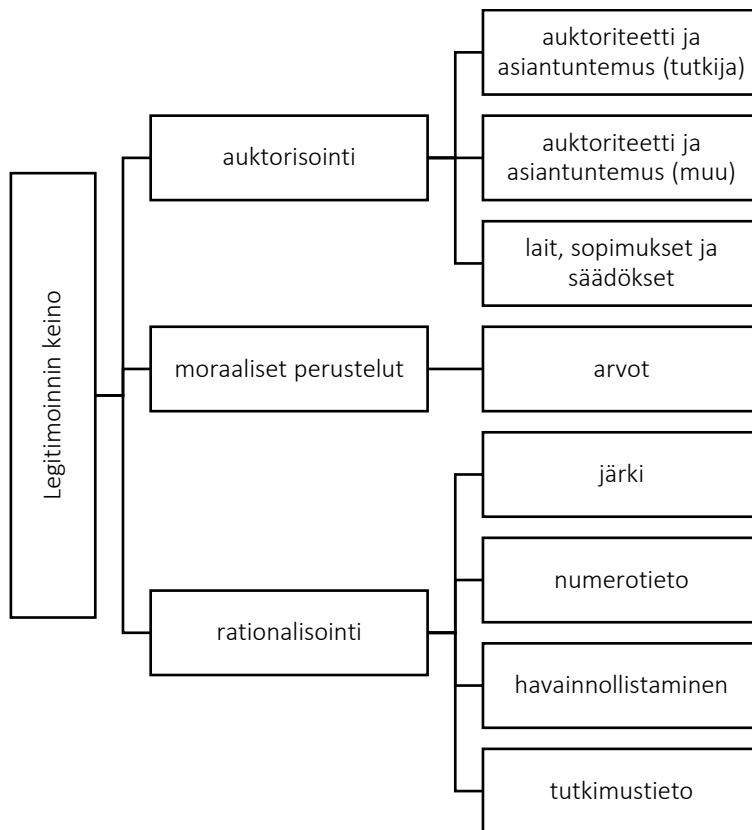 Legitimoinnin keino
auktorisointi
auktoriteetti ja
asiantuntemus (tutkija)
auktoriteetti ja
asiantuntemus (muu)
lait, sopimukset ja
säädökset
moraaliset perustelut
arvot
rationalisointi
järki
numerotieto
havainnollistaminen
tutkimustieto